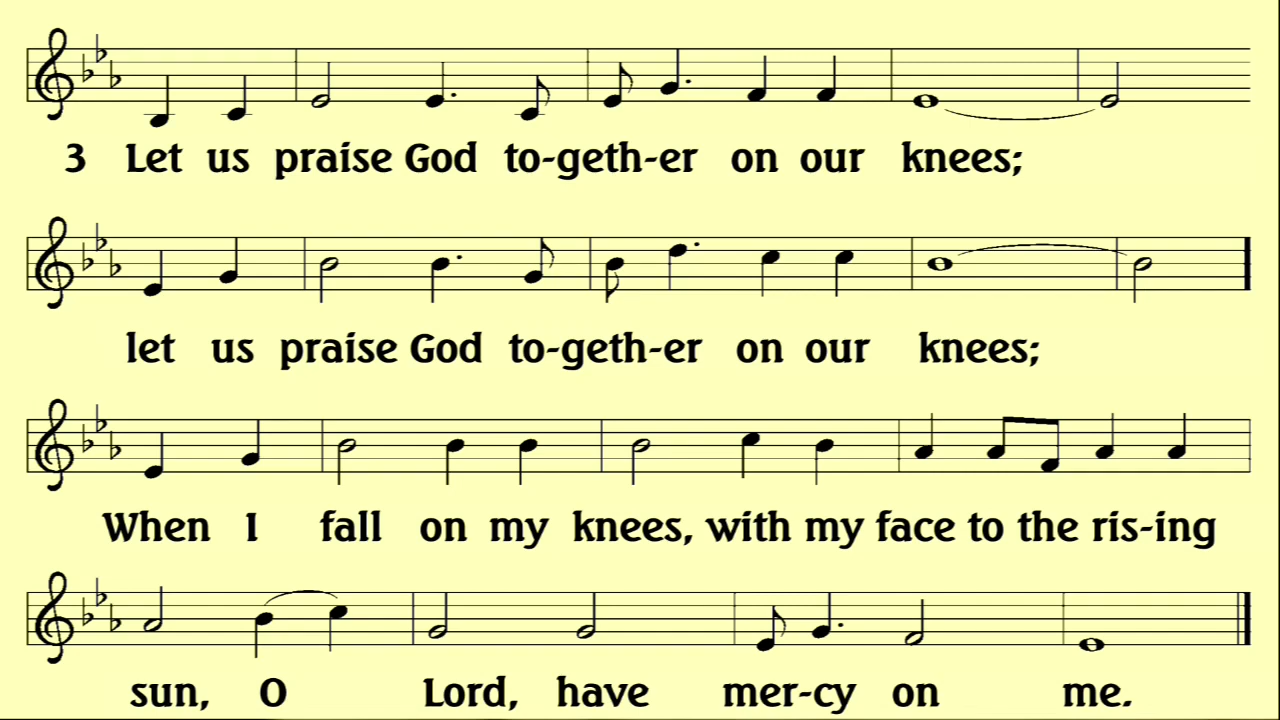 3 Let us praise God to-geth-er on our knees;
let us praise God to-geth-er on our knees;
When I fall on my knees, with my face to the ris-ing
sun, O Lord, have mer-cy on me.